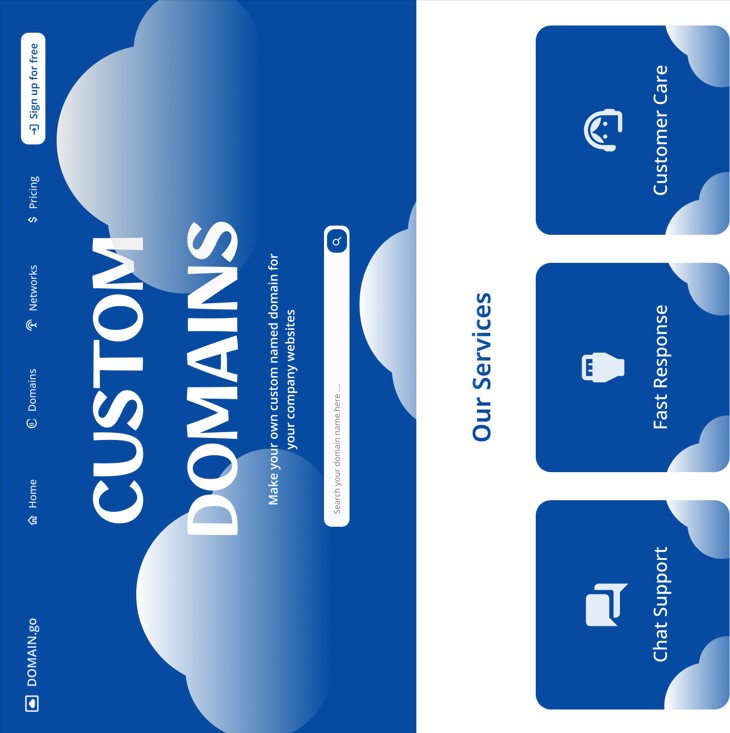 DOMAIN.go
Home
Domains
Networks
Pricing
Sign up for free
CUSTOM
DOMAINS
Make your own custom named domain for
your company websites
Search your domain name here ....
Our Services
Chat Support
Fast Response
Customer Care